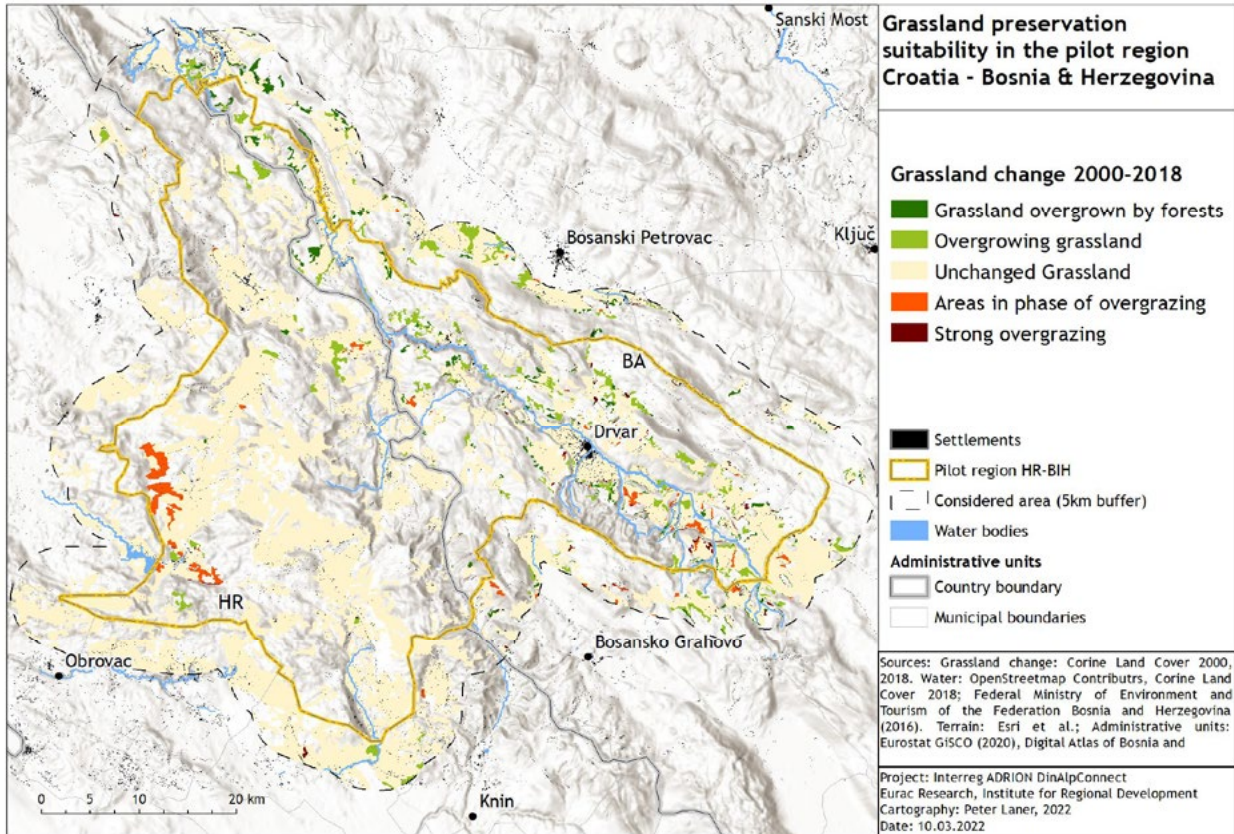 Grassland preservation
suitability in the pilot region
Croatia - Bosnia & Herzegovina
Grassland change 2000-2018
Grassland overgrown by forests
Overgrowing grassland
Unchanged Grassland
Areas in phase of overgrazing
Strong overgrazing
Settlements
Pilot region HR-BIH
Considered area (5km buffer)
Water bodies
Administrative units
Country boundary
Municipal boundaries
Sources: Grassland change: Corine Land Cover 2000,
2018. Water: OpenStreetmap Contributrs, Corine Land
Cover 2018; Federal Ministry of Environment and
Tourism of the Federation Bosnia and Herzegovina
(2016). Terrain: Esri et al.; Administrative units:
Eurostat GISCO (2020), Digital Atlas of Bosnia and
Project: Interreg ADRION DinAlpConnect
Eurac Research, Institute for Regional Development
Cartography: Peter Laner, 2022
Date: 10.03.2022
Sanski Most
Bosanski Petrovac
Ključ
BA
Drvar
HR
Bosansko Grahovo
Obrovac
Knin
0 5 10 20 km